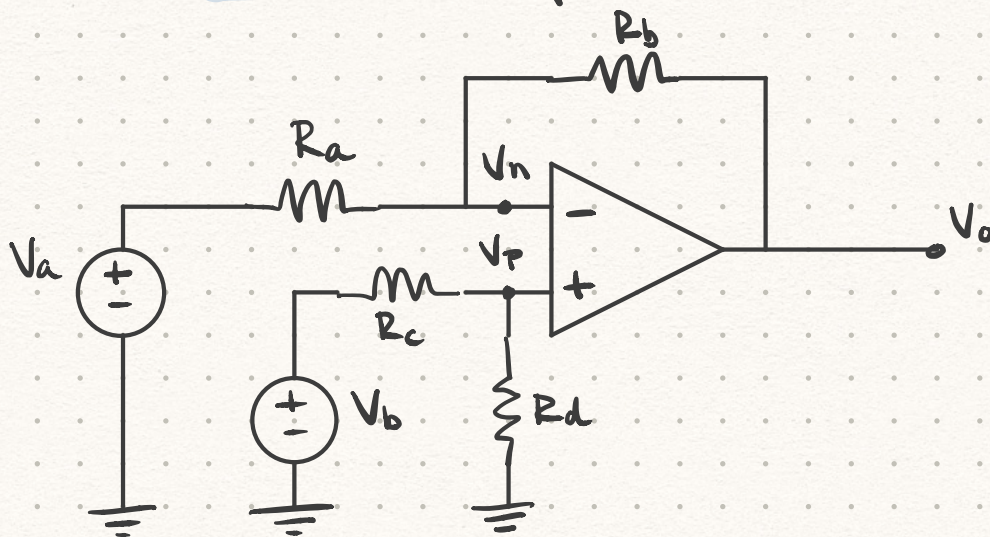 Rb
Ra
Vn
Vo
Va
+
-
-
Vp
+
Rc
+
-
Vb
Rd